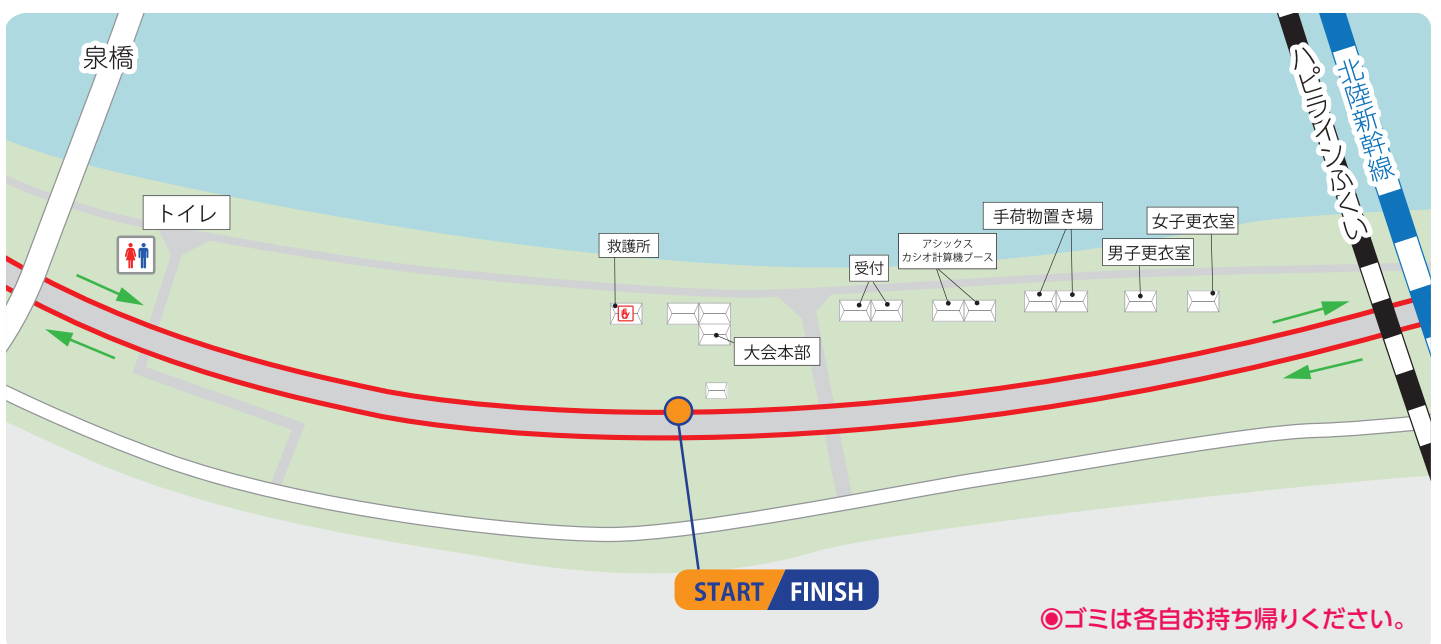 泉橋
トイレ
救護所
大会本部
受付
アシックス
カシオ計算機ブース
手荷物置き場
男子更衣室
女子更衣室
ハピラインふくい
北陸新幹線
START FINISH
◉ゴミは各自お持ち帰りください。